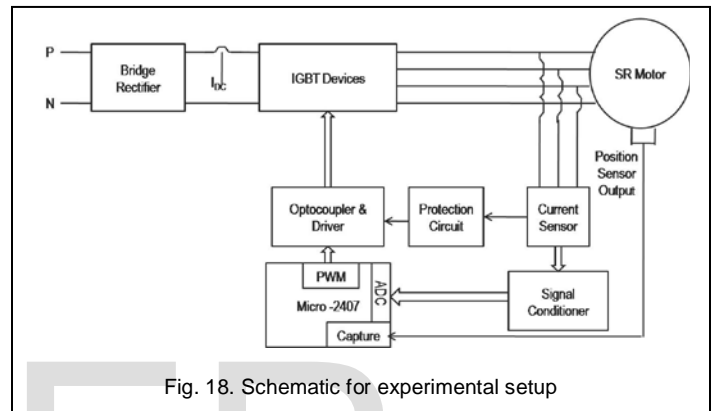 P
N
Bridge
Rectifier
IDC
IGBT Devices
SR Motor
Position
Sensor
Output
Optocoupler &
Driver
Protection
Circuit
Current
Sensor
PWM
ADC
Micro -2407
Capture
Signal
Conditioner
Fig. 18. Schematic for experimental setup